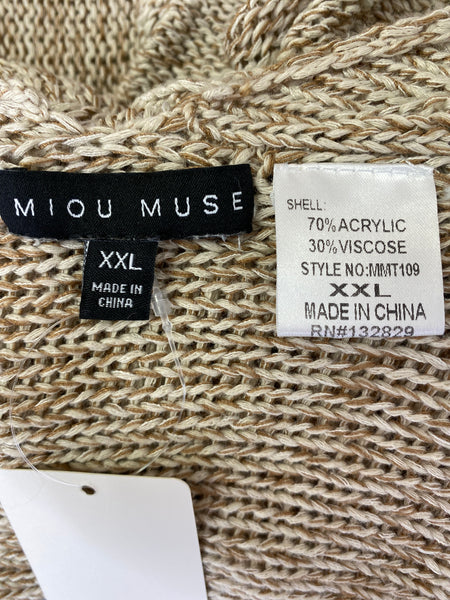 MIOU MUSE
XXL
MADE IN
CHINA
SHELL:
70%ACRYLIC
30%VISCOSE
STYLE NO:MMT109
XXL
MADE IN CHINA
RN#132829